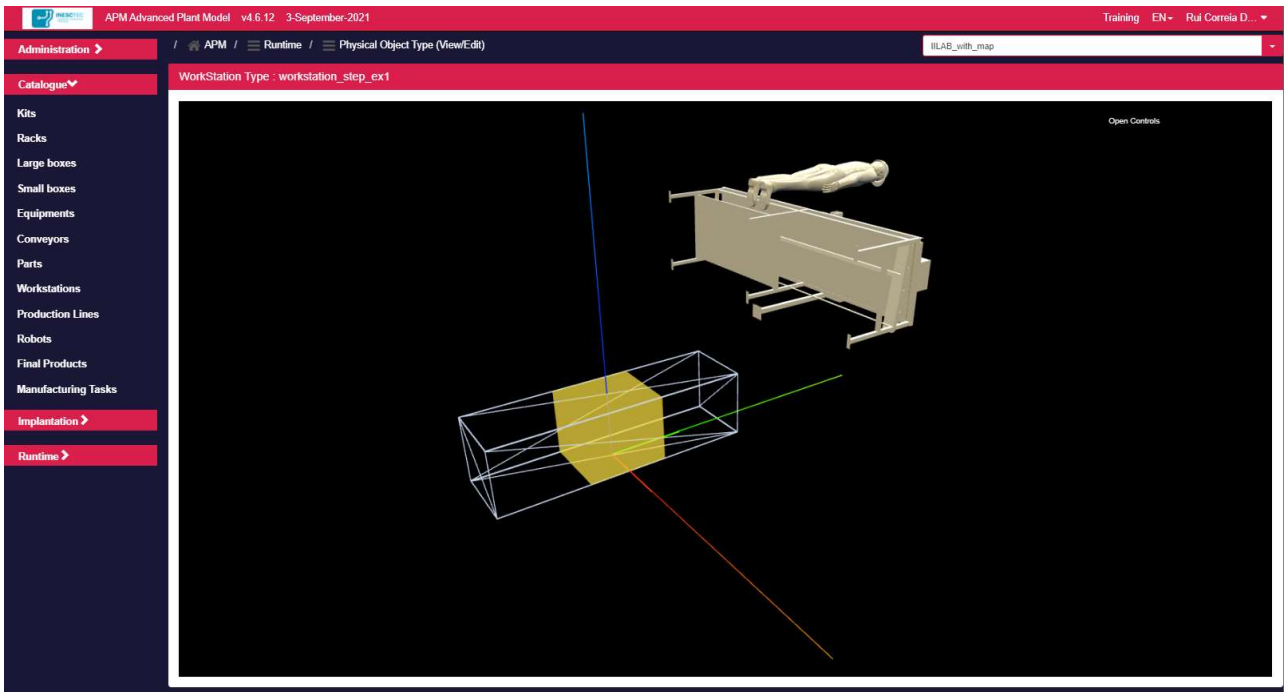 INESCTEC
APM Advanced Plant Model v4.6.12 3-September-2021
Training EN Rui Correia D...
Administration
/ APM / Runtime / Physical Object Type (View/Edit)
IILAB_with_map
Catalogue
WorkStation Type : workstation_step_ex1
Open Controls
Kits
Racks
Large boxes
Small boxes
Equipments
Conveyors
Parts
Workstations
Production Lines
Robots
Final Products
Manufacturing Tasks
Implantation
Runtime